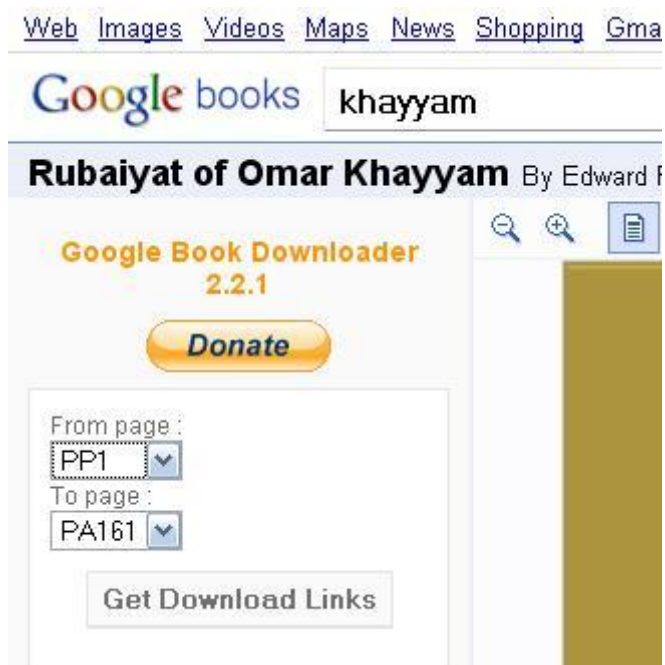 Web Images Videos Maps News Shopping
Google books khayyam
Rubaiyat of Omar Khayyam By Edward
Google Book Downloader
2.2.1
Donate
From page :
PP1
To page :
PA161
Get Download Links